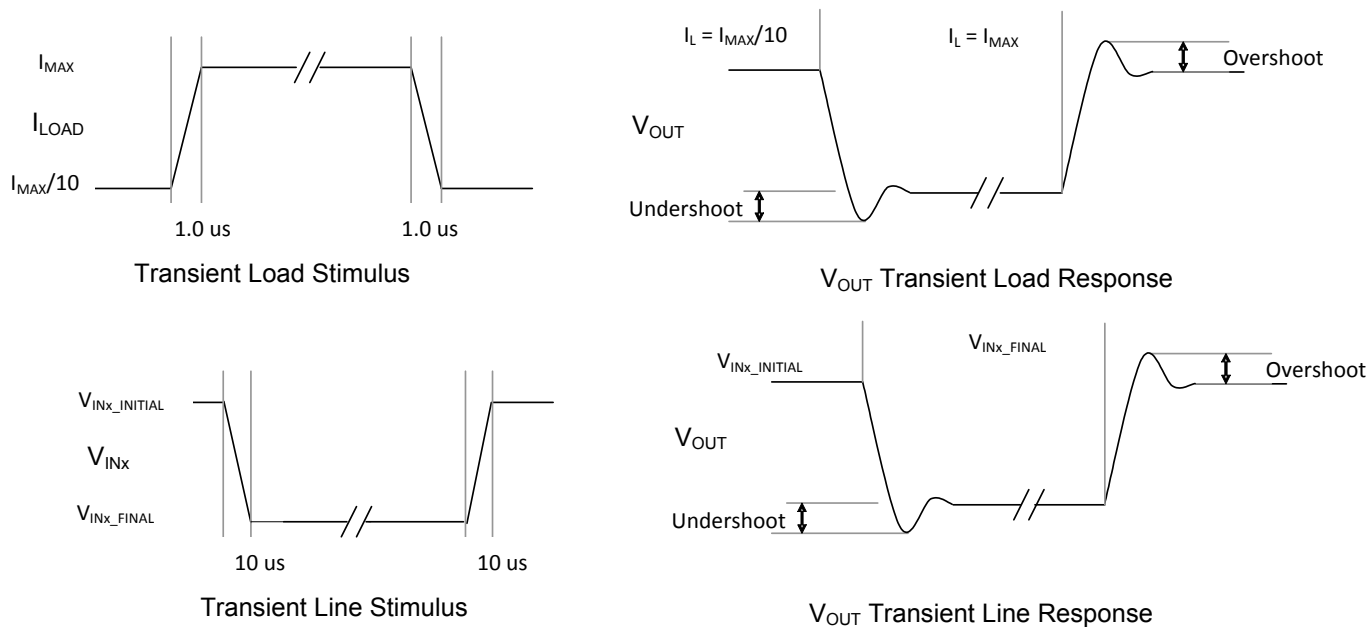 I_MAX
I_LOAD
I_MAX/10
1.0 us
1.0 us
Transient Load Stimulus
I_L = I_MAX/10
I_L = I_MAX
Overshoot
V_OUT
Undershoot
V_OUT Transient Load Response
V_INx_INITIAL
V_INx
V_INx_FINAL
10 us
10 us
Transient Line Stimulus
V_INx_INITIAL
V_INx_FINAL
Overshoot
V_OUT
Undershoot
V_OUT Transient Line Response